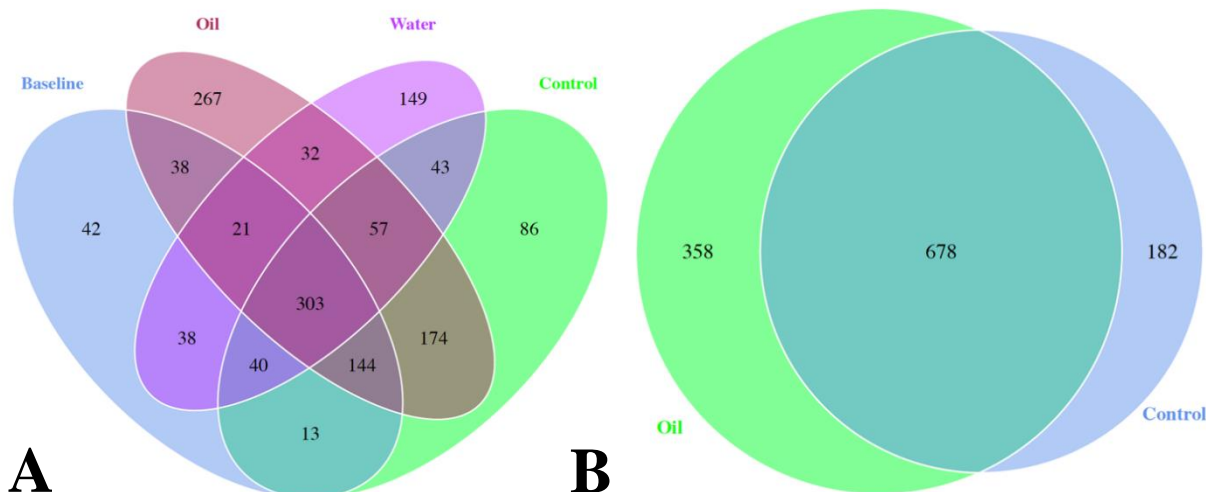 Oil
Water
Baseline
Control
267
149
38
32
43
42
21
57
86
358
678
182
303
38
174
40
144
13
Oil
Control
A
B